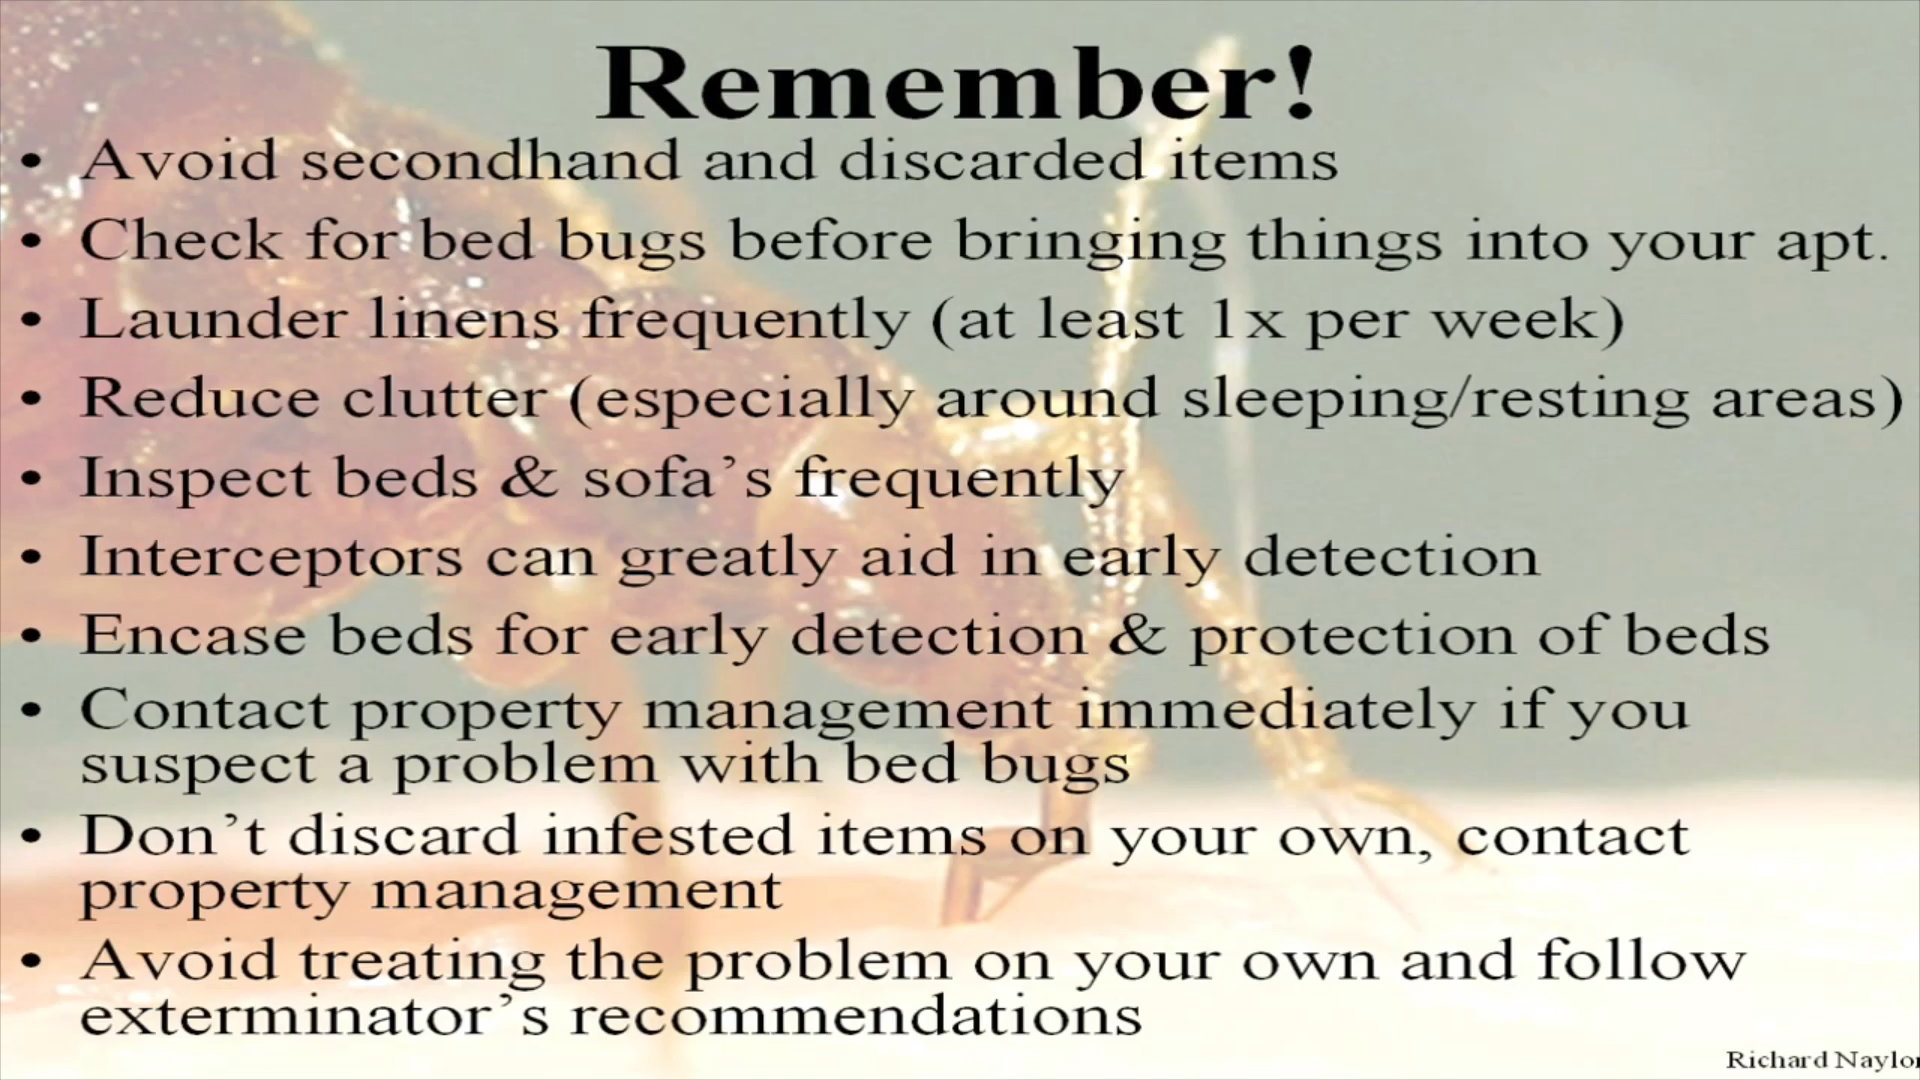 Remember!
• Avoid secondhand and discarded items
• Check for bed bugs before bringing things into your apt.
• Launder linens frequently (at least 1x per week)
• Reduce clutter (especially around sleeping/resting areas)
• Inspect beds & sofa’s frequently
• Interceptors can greatly aid in early detection
• Encase beds for early detection & protection of beds
• Contact property management immediately if you
suspect a problem with bed bugs
• Don’t discard infested items on your own, contact
property management
• Avoid treating the problem on your own and follow
exterminator’s recommendations
Richard Naylor